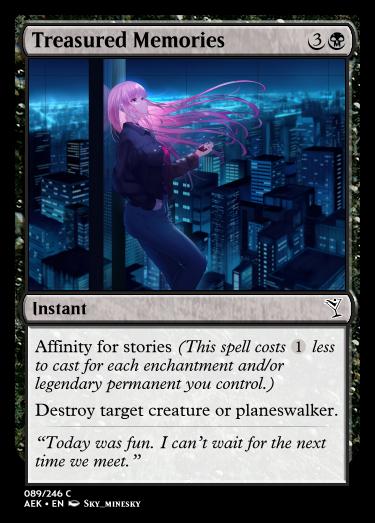 Treasured Memories 3
Instant
Affinity for stories (This spell costs 1 less
to cast for each enchantment and/or
legendary permanent you control.)
Destroy target creature or planeswalker.
“Today was fun. I can’t wait for the next
time we meet.”
089/246 C
AEK • EN Sky_minesky